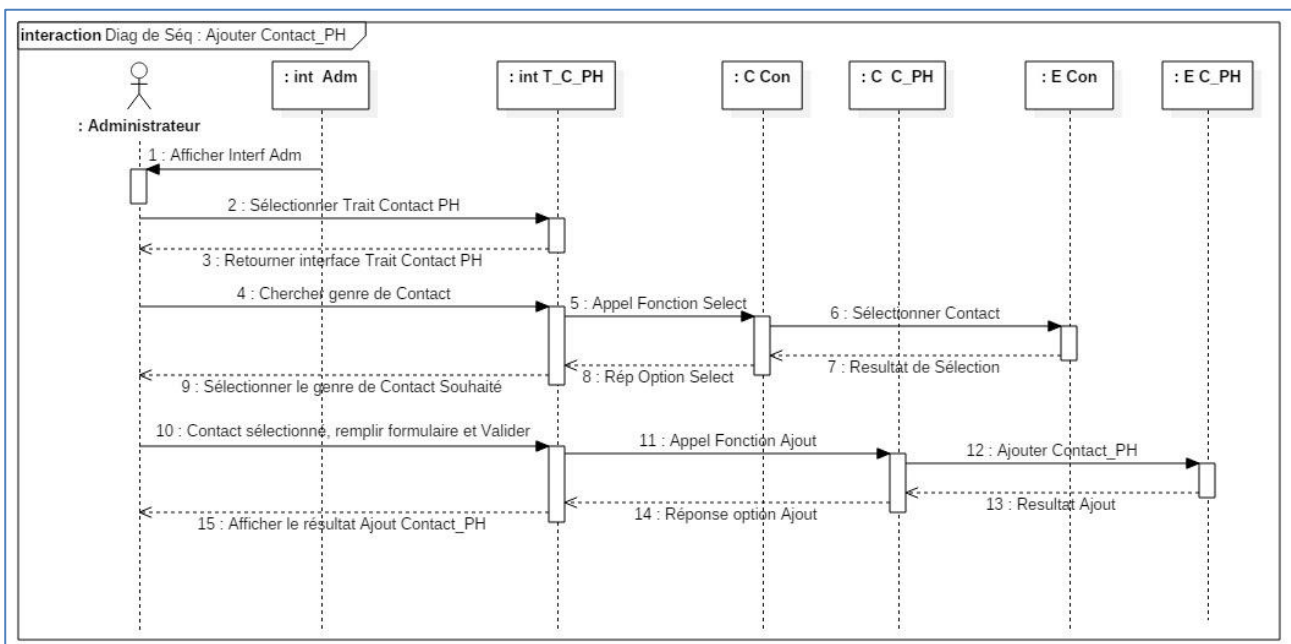 interaction Diag de Séq : Ajouter Contact_PH
: Administrateur
: int Adm
: int T_C_PH
: C Con
: C C_PH
: E Con
: E C_PH
1 : Afficher Interf Adm
2 : Sélectionner Trait Contact PH
3 : Retourner interface Trait Contact PH
4 : Chercher genre de Contact
5 : Appel Fonction Select
6 : Sélectionner Contact
7 : Resultat de Sélection
8 : Rép Option Select
9 : Sélectionner le genre de Contact Souhaité
10 : Contact sélectionné, remplir formulaire et Valider
11 : Appel Fonction Ajout
12 : Ajouter Contact_PH
13 : Resultat Ajout
14 : Réponse option Ajout
15 : Afficher le résultat Ajout Contact_PH